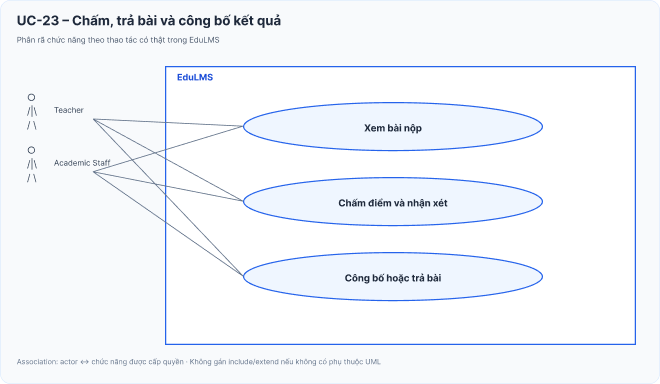 UC-23 – Chấm, trả bài và công bố kết quả
Phân rã chức năng theo thao tác có thật trong EduLMS
EduLMS
Teacher
Academic Staff
Xem bài nộp
Chấm điểm và nhận xét
Công bố hoặc trả bài
Association: actor ↔ chức năng được cấp quyền · Không gán include/extend nếu không có phụ thuộc UML